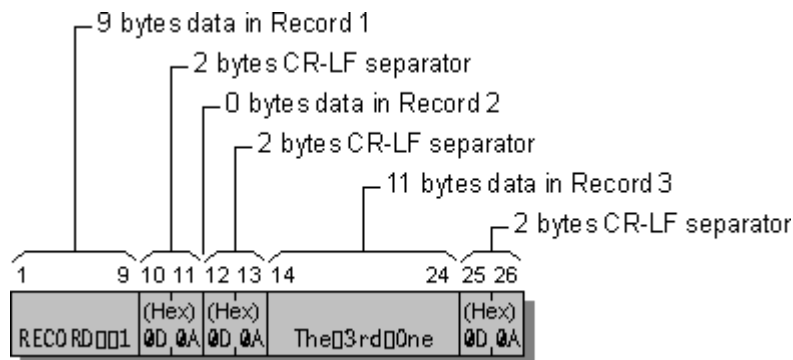 9 bytes data in Record 1
2 bytes CR-LF separator
0 bytes data in Record 2
2 bytes CR-LF separator
11 bytes data in Record 3
2 bytes CR-LF separator
1 9 10 11 12 13 14 24 25 26
(Hex) (Hex) (Hex)
RECORD▯▯1 0D 0A 0D 0A The▯3rd▯One 0D 0A